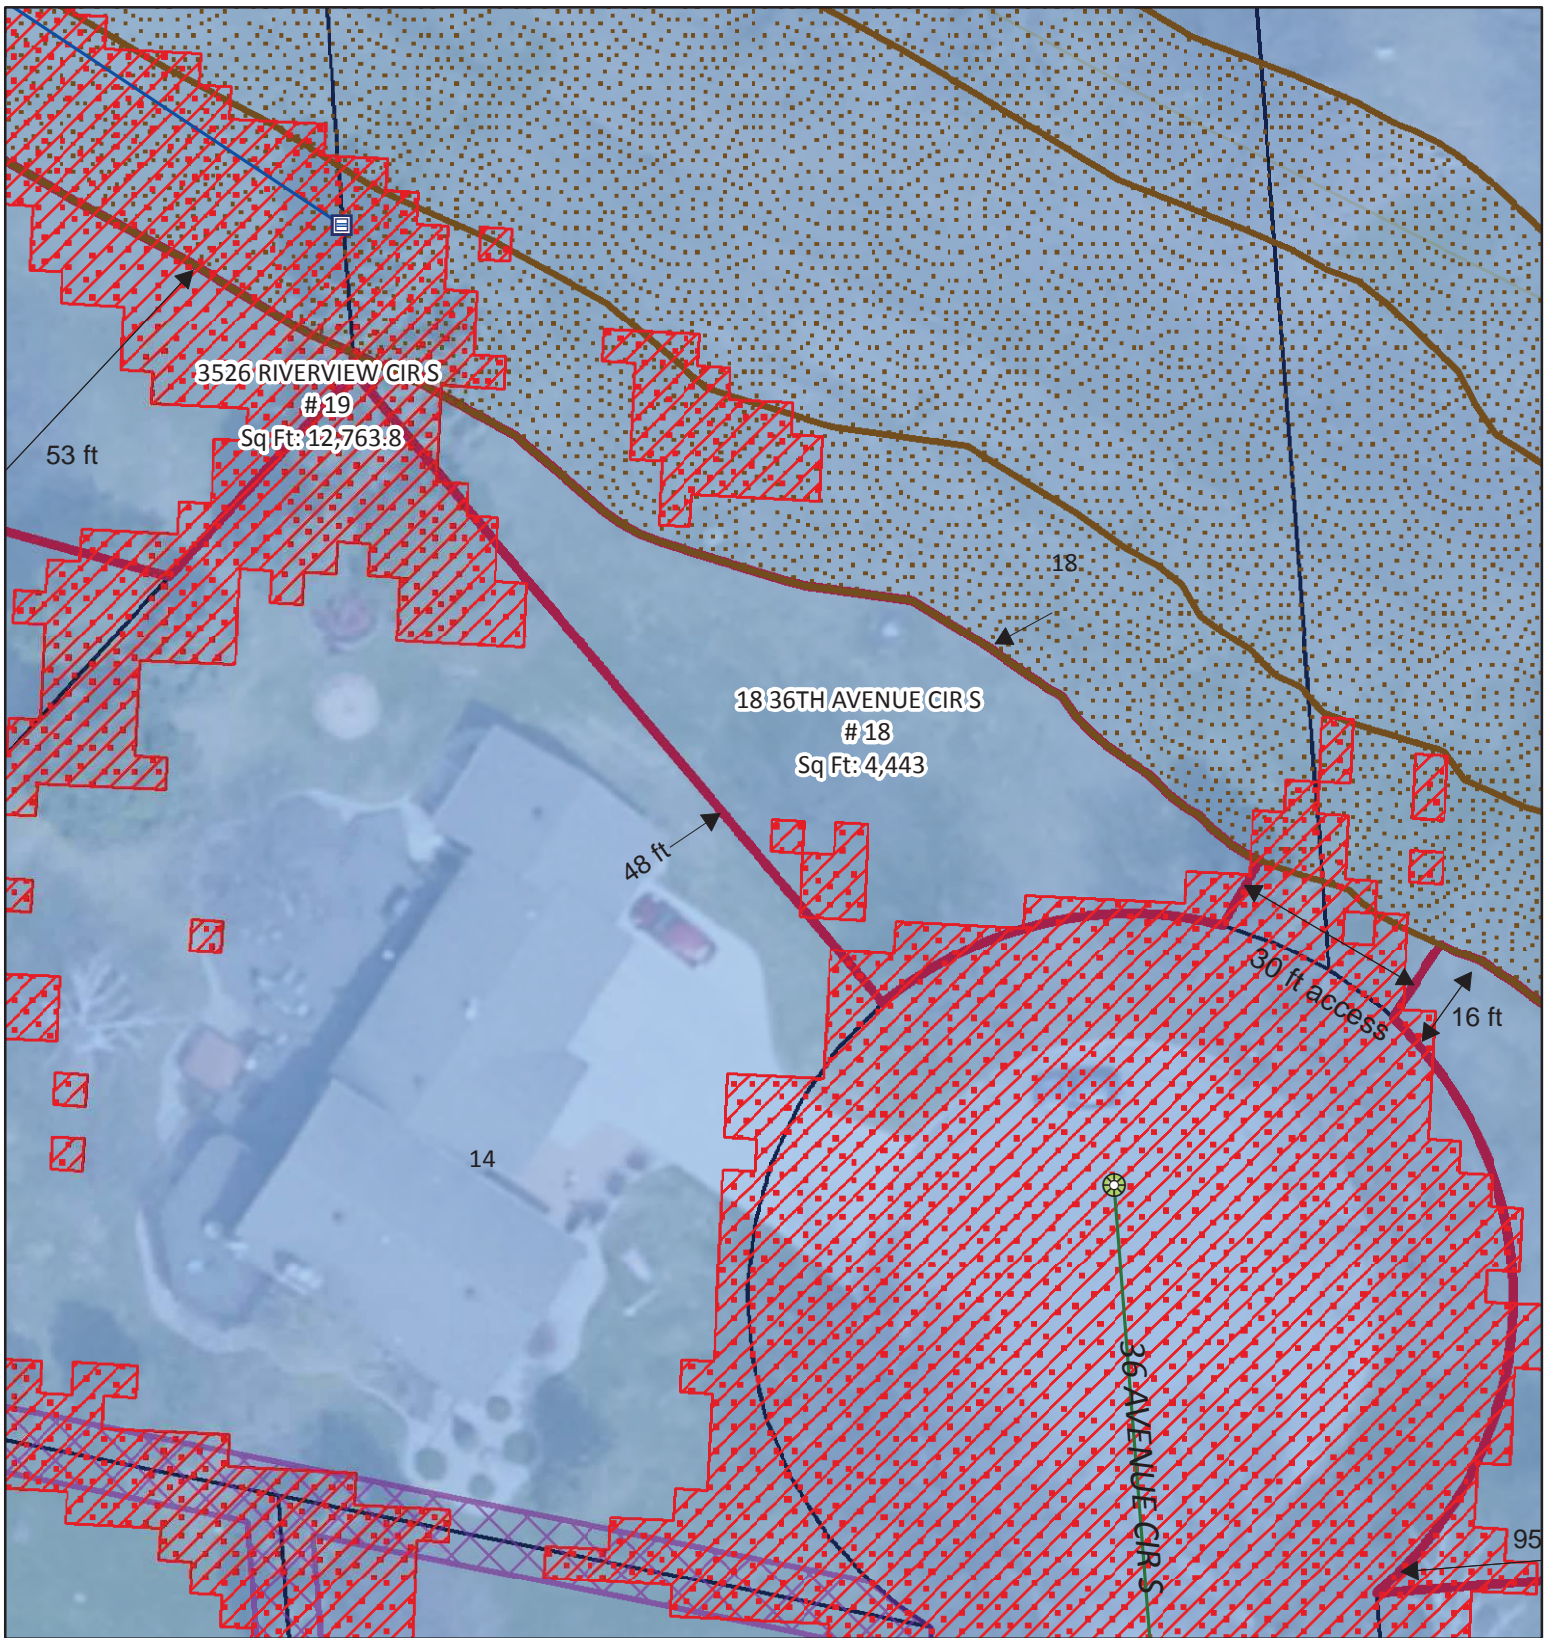 3526 RIVERVIEW CIR S
# 19
Sq Ft: 12,763.8
53 ft
18
18 36TH AVENUE CIR S
# 18
Sq Ft: 4,443
48 ft
30 ft access
16 ft
14
36 AVENUE CIR S
95